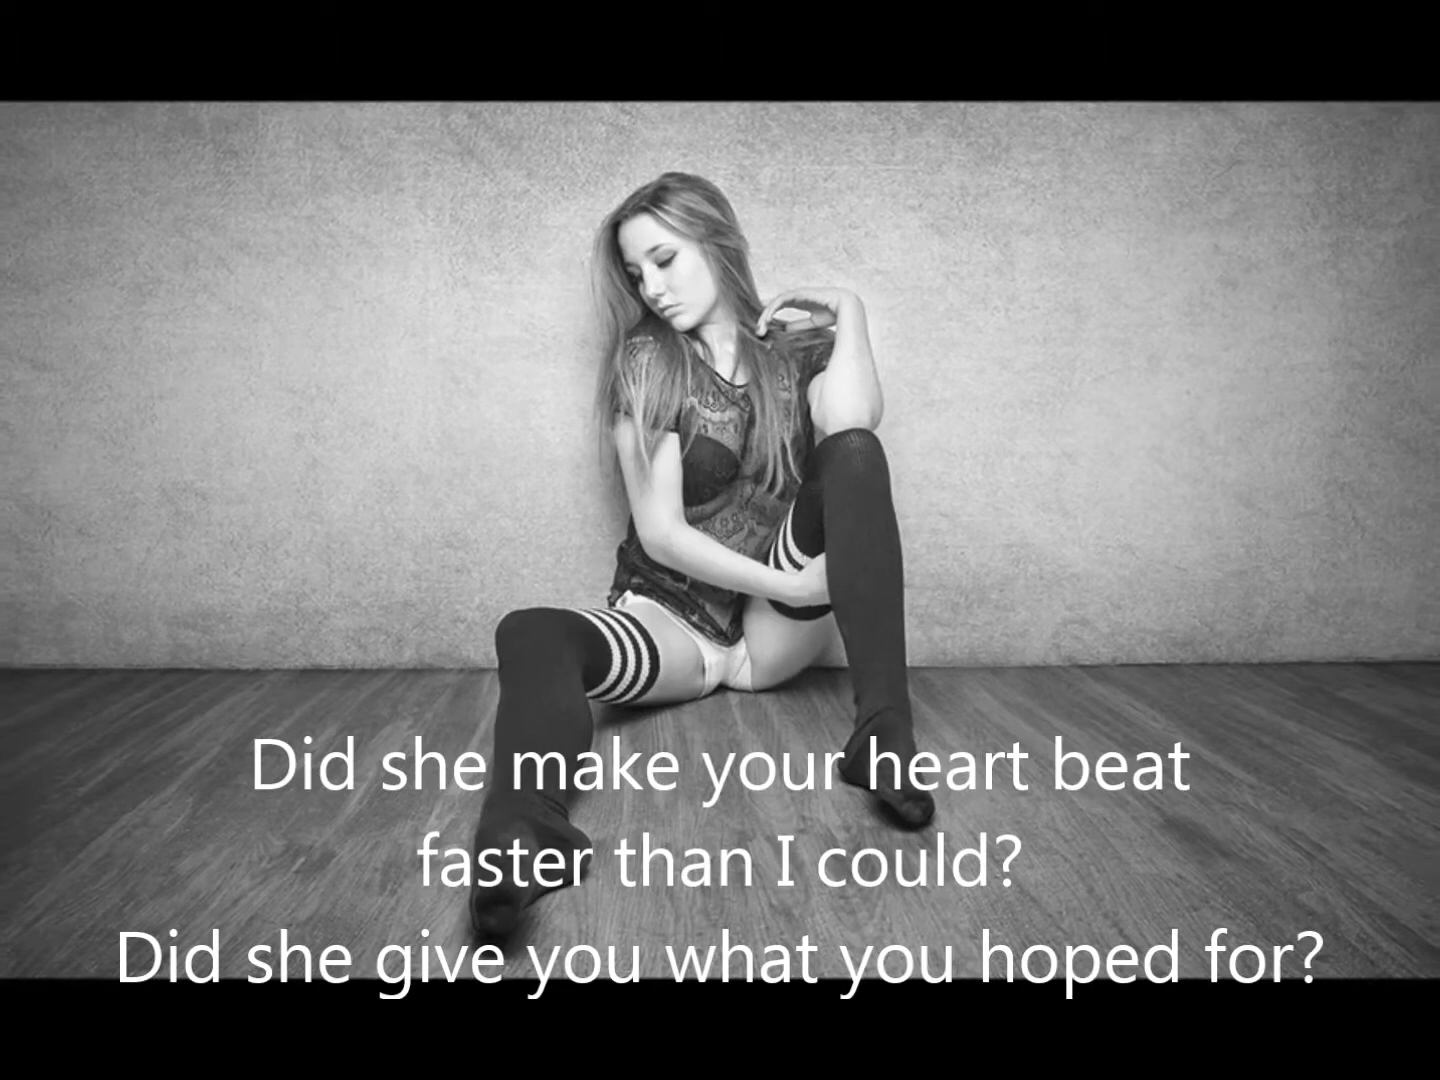 Did she make your heart beat
faster than I could?
Did she give you what you hoped for?